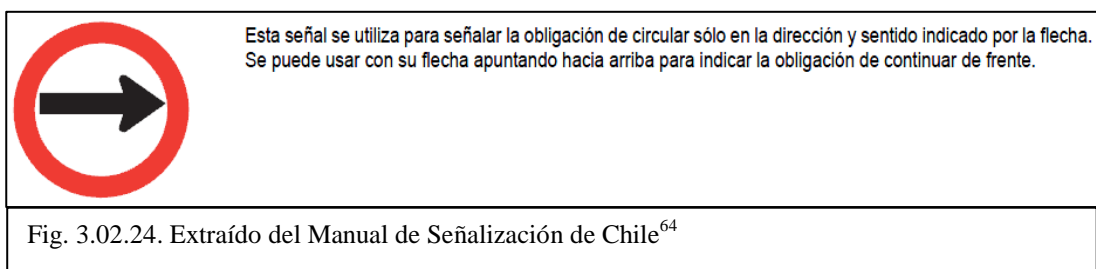 Esta señal se utiliza para señalar la obligación de circular sólo en la dirección y sentido indicado por la flecha.
Se puede usar con su flecha apuntando hacia arriba para indicar la obligación de continuar de frente.
Fig. 3.02.24. Extraído del Manual de Señalización de Chile64